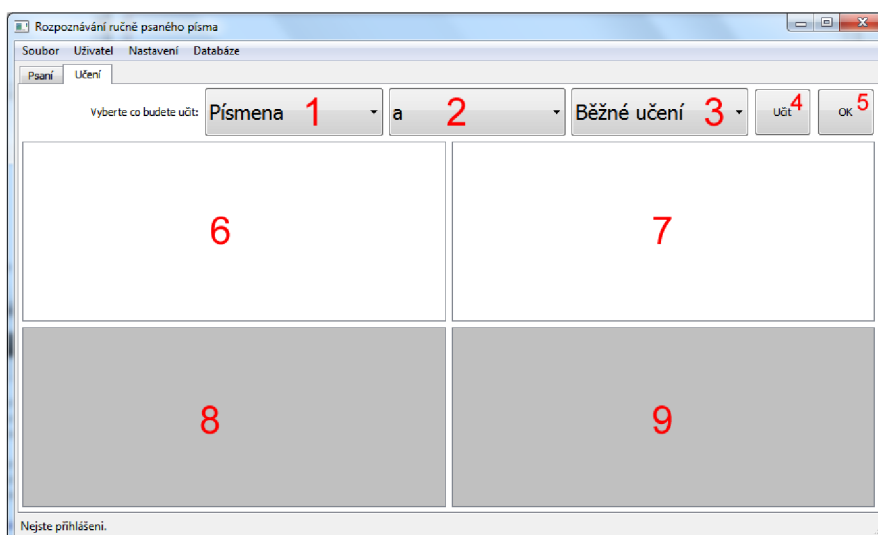 Rozpoznávání ručně psaného písma
Soubor Uživatel Nastavení Databáze
Psaní Učení
Vyberte co budete učit: Písmena 1 a 2 Běžné učení 3 Učit 4 OK 5
6 7
8 9
Nejste přihlášeni.